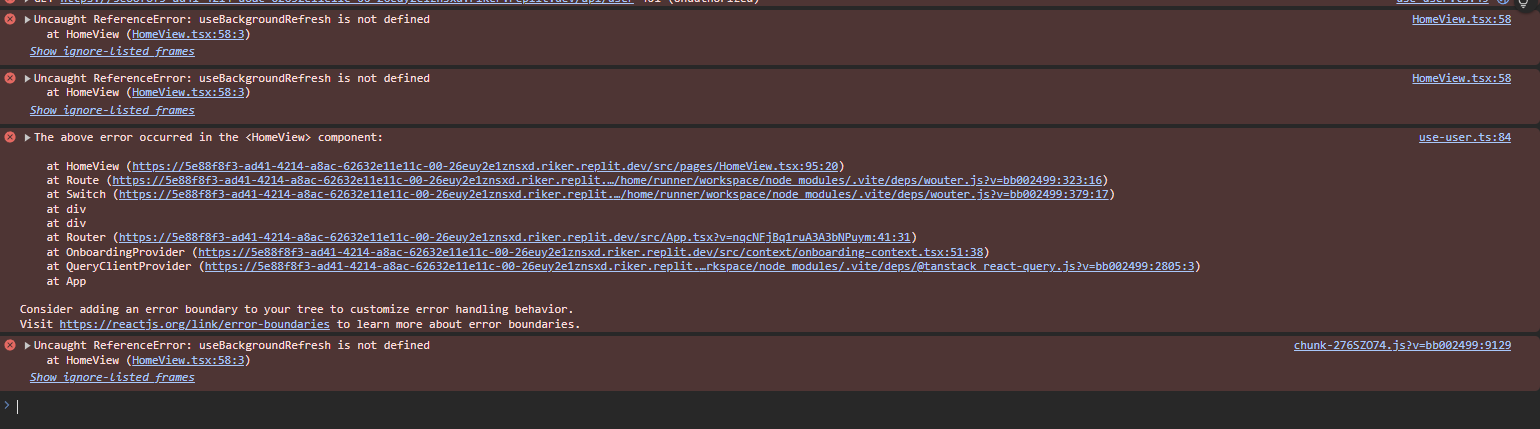 Uncaught ReferenceError: useBackgroundRefresh is not defined HomeView.tsx:58
at HomeView (HomeView.tsx:58:3)
Show ignore-listed frames
Uncaught ReferenceError: useBackgroundRefresh is not defined HomeView.tsx:58
at HomeView (HomeView.tsx:58:3)
Show ignore-listed frames
The above error occurred in the <HomeView> component: use-user.ts:84
at HomeView (https://5e88f8f3-ad41-4214-a8ac-62632e11e11c-00-26euy2e1znsxd.riker.replit.dev/src/pages/HomeView.tsx:95:20)
at Route (https://5e88f8f3-ad41-4214-a8ac-62632e11e11c-00-26euy2e1znsxd.riker.replit.…/home/runner/workspace/node_modules/.vite/deps/wouter.js?v=bb002499:323:16)
at Switch (https://5e88f8f3-ad41-4214-a8ac-62632e11e11c-00-26euy2e1znsxd.riker.replit.…/home/runner/workspace/node_modules/.vite/deps/wouter.js?v=bb002499:379:17)
at div
at div
at Router (https://5e88f8f3-ad41-4214-a8ac-62632e11e11c-00-26euy2e1znsxd.riker.replit.dev/src/App.tsx?v=nqcNFjBq1ruA3A3bNPuym:41:31)
at OnboardingProvider (https://5e88f8f3-ad41-4214-a8ac-62632e11e11c-00-26euy2e1znsxd.riker.replit.dev/src/context/onboarding-context.tsx:51:38)
at QueryClientProvider (https://5e88f8f3-ad41-4214-a8ac-62632e11e11c-00-26euy2e1znsxd.riker.replit.…rkspace/node_modules/.vite/deps/@tanstack_react-query.js?v=bb002499:2805:3)
at App
Consider adding an error boundary to your tree to customize error handling behavior.
Visit https://reactjs.org/link/error-boundaries to learn more about error boundaries.
Uncaught ReferenceError: useBackgroundRefresh is not defined chunk-276SZO74.js?v=bb002499:9129
at HomeView (HomeView.tsx:58:3)
Show ignore-listed frames